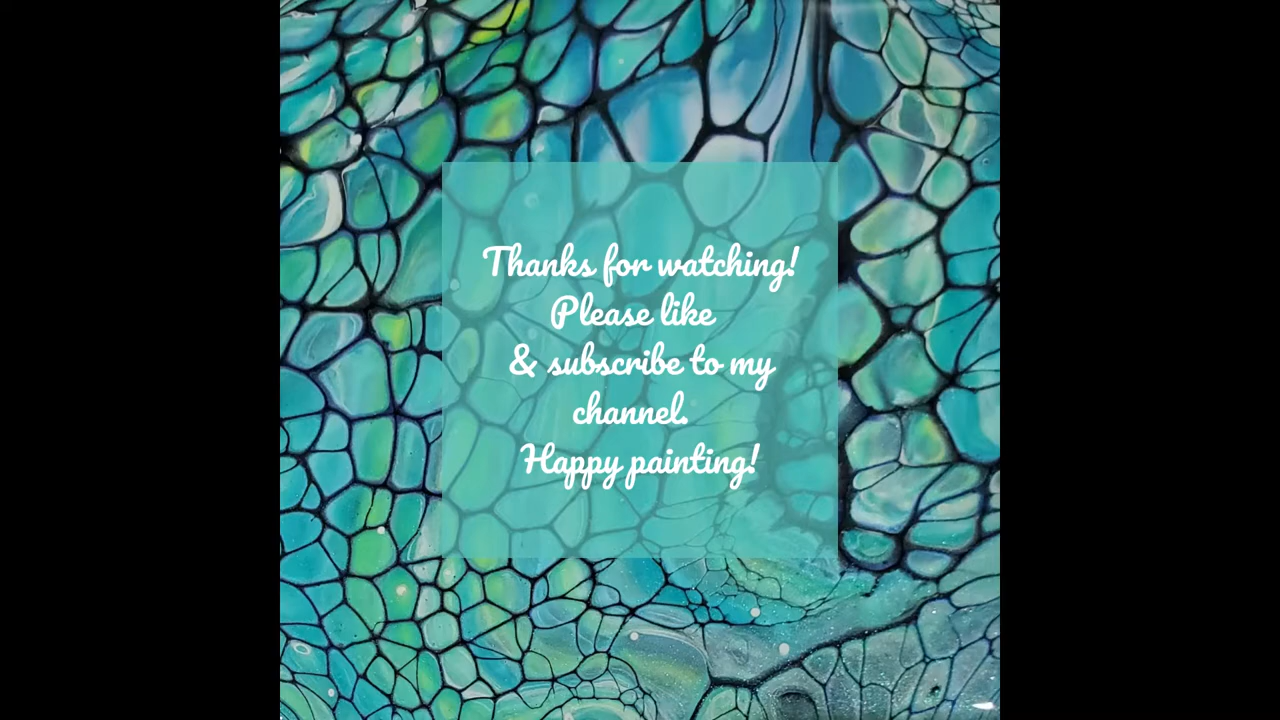 Thanks for watching!
Please like
& subscribe to my
channel.
Happy painting!